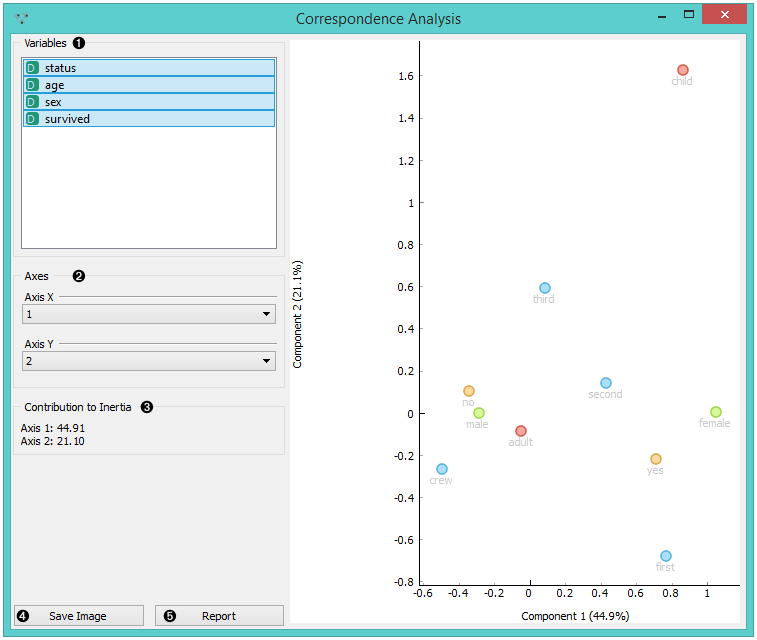 Correspondence Analysis
Variables ❶
D status
D age
D sex
D survived
Axes ❷
Axis X
1
Axis Y
2
Contribution to Inertia ❸
Axis 1: 44.91
Axis 2: 21.10
❹ Save Image
❺ Report
Component 2 (21.1%)
1.6
1.4
1.2
1
0.8
0.6
0.4
0.2
0
-0.2
-0.4
-0.6
-0.8
child
third
second
no
male
female
adult
yes
crew
first
-0.6 -0.4 -0.2 0 0.2 0.4 0.6 0.8 1
Component 1 (44.9%)